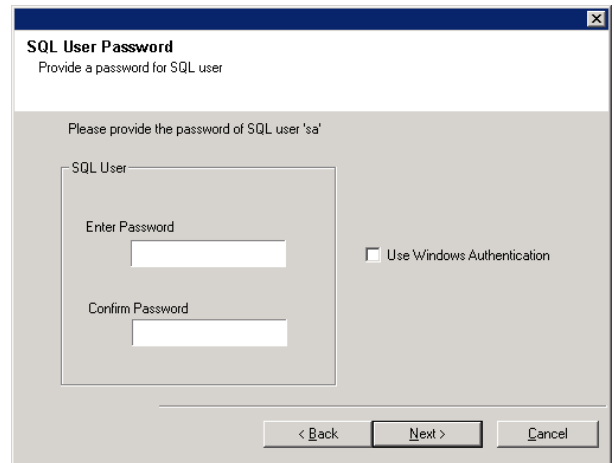 SQL User Password
Provide a password for SQL user
Please provide the password of SQL user 'sa'
SQL User
Enter Password
Use Windows Authentication
Confirm Password
< Back
Next >
Cancel